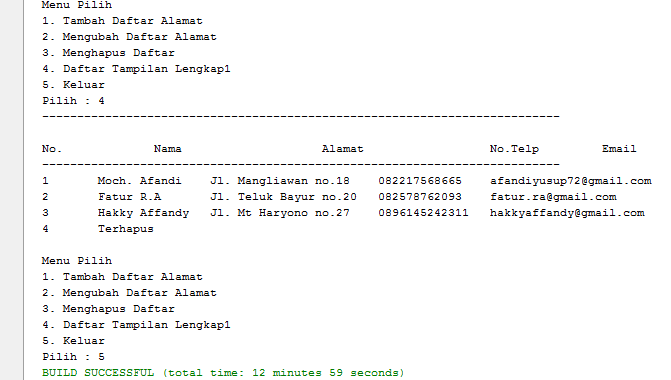 Menu Pilih
1. Tambah Daftar Alamat
2. Mengubah Daftar Alamat
3. Menghapus Daftar
4. Daftar Tampilan Lengkap1
5. Keluar
Pilih : 4
--------------------------------------------------------------------------
No. Nama Alamat No.Telp Email
--------------------------------------------------------------------------
1 Moch. Afandi Jl. Mangliawan no.18 082217568665 afandiyusup72@gmail.com
2 Fatur R.A Jl. Teluk Bayur no.20 082578762093 fatur.ra@gmail.com
3 Hakky Affandy Jl. Mt Haryono no.27 0896145242311 hakkyaffandy@gmail.com
4 Terhapus
Menu Pilih
1. Tambah Daftar Alamat
2. Mengubah Daftar Alamat
3. Menghapus Daftar
4. Daftar Tampilan Lengkap1
5. Keluar
Pilih : 5
BUILD SUCCESSFUL (total time: 12 minutes 59 seconds)